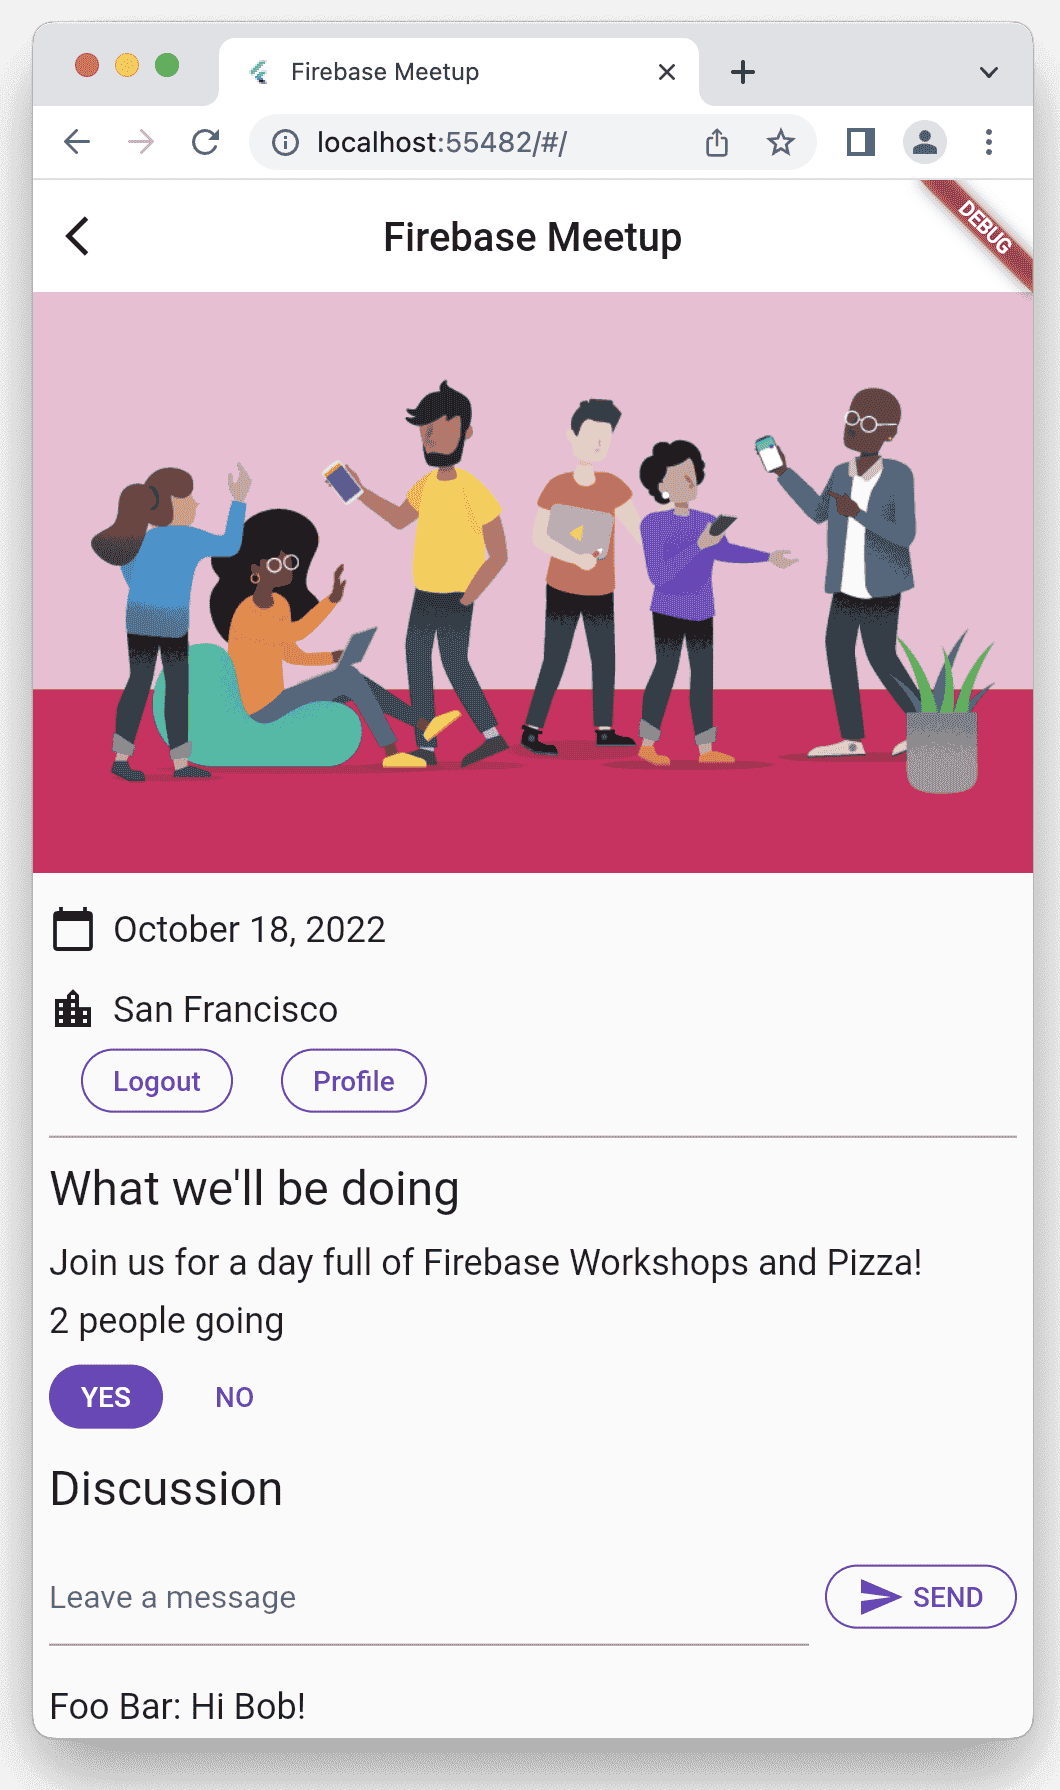 Firebase Meetup
localhost:55482/#/
Firebase Meetup
DEBUG
October 18, 2022
San Francisco
Logout Profile
What we'll be doing
Join us for a day full of Firebase Workshops and Pizza!
2 people going
YES NO
Discussion
Leave a message SEND
Foo Bar: Hi Bob!